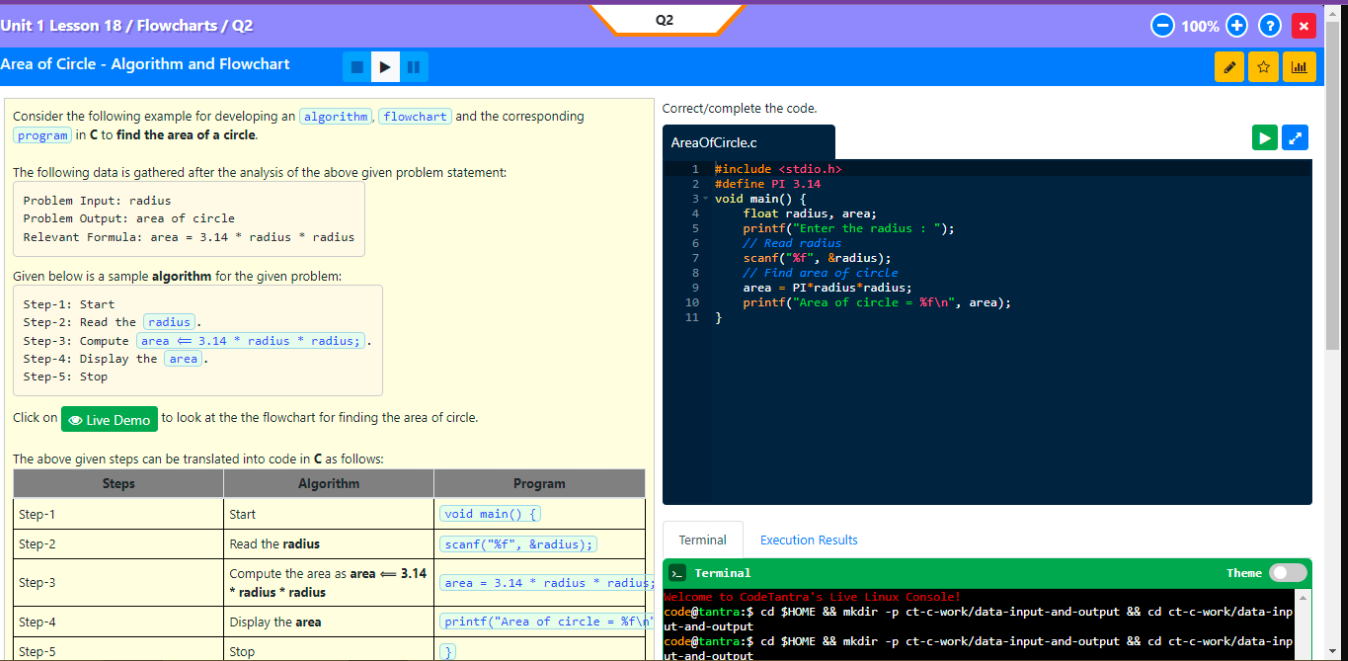 Q2
Unit 1 Lesson 18 / Flowcharts / Q2
100%
Area of Circle - Algorithm and Flowchart
Consider the following example for developing an algorithm, flowchart and the corresponding
program in C to find the area of a circle.
The following data is gathered after the analysis of the above given problem statement:
Problem Input: radius
Problem Output: area of circle
Relevant Formula: area = 3.14 * radius * radius
Given below is a sample algorithm for the given problem:
Step-1: Start
Step-2: Read the radius.
Step-3: Compute area ⟸ 3.14 * radius * radius;.
Step-4: Display the area.
Step-5: Stop
Click on Live Demo to look at the the flowchart for finding the area of circle.
The above given steps can be translated into code in C as follows:
Steps Algorithm Program
Step-1 Start void main() {
Step-2 Read the radius scanf("%f", &radius);
Step-3 Compute the area as area ⟸ 3.14
* radius * radius area = 3.14 * radius * radius;
Step-4 Display the area printf("Area of circle = %f\n"
Step-5 Stop }
Correct/complete the code.
AreaOfCircle.c
1 #include <stdio.h>
2 #define PI 3.14
3 void main() {
4 float radius, area;
5 printf("Enter the radius : ");
6 // Read radius
7 scanf("%f", &radius);
8 // Find area of circle
9 area = PI*radius*radius;
10 printf("Area of circle = %f\n", area);
11 }
Terminal Execution Results
Terminal Theme
Welcome to CodeTantra's Live Linux Console!
code@tantra:$ cd $HOME && mkdir -p ct-c-work/data-input-and-output && cd ct-c-work/data-inp
ut-and-output
code@tantra:$ cd $HOME && mkdir -p ct-c-work/data-input-and-output && cd ct-c-work/data-inp
ut-and-output